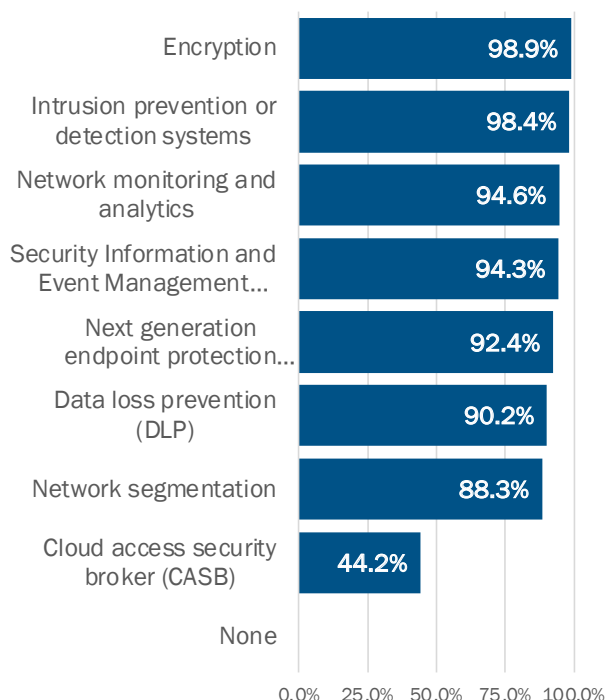 Encryption
98.9%
Intrusion prevention or
detection systems
98.4%
Network monitoring and
analytics
94.6%
Security Information and
Event Management...
94.3%
Next generation
endpoint protection...
92.4%
Data loss prevention
(DLP)
90.2%
Network segmentation
88.3%
Cloud access security
broker (CASB)
44.2%
None
0.0% 25.0% 50.0% 75.0% 100.0%